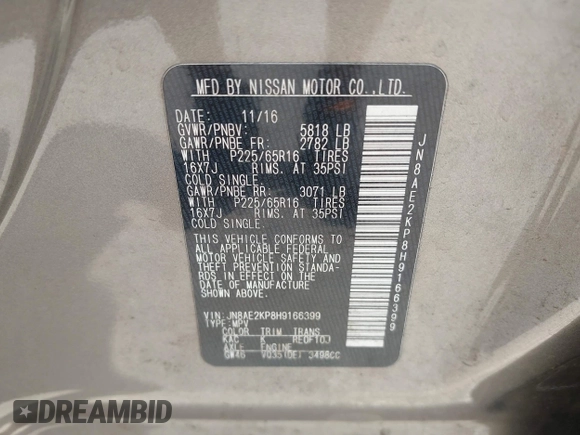 MFD BY NISSAN MOTOR CO.,LTD.
DATE: 11/16
GVWR/PNBV: 5818 LB
GAWR/PNBE FR: 2782 LB
WITH P225/65R16 TIRES
16X7J RIMS. AT 35PSI
COLD SINGLE.
GAWR/PNBE RR: 3071 LB
WITH P225/65R16 TIRES
16X7J RIMS. AT 35PSI
COLD SINGLE.
THIS VEHICLE CONFORMS TO
ALL APPLICABLE FEDERAL
MOTOR VEHICLE SAFETY AND
THEFT PREVENTION STANDA-
RDS IN EFFECT ON THE
DATE OF MANUFACTURE
SHOWN ABOVE.
VIN:JN8AE2KP8H9166399
TYPE:MPV
COLOR TRIM TRANS
KAC K RE0F10J
AXLE ENGINE
GW46 VQ35(DE) 3498CC
JN8AE2KP8H9166399
DREAMBID